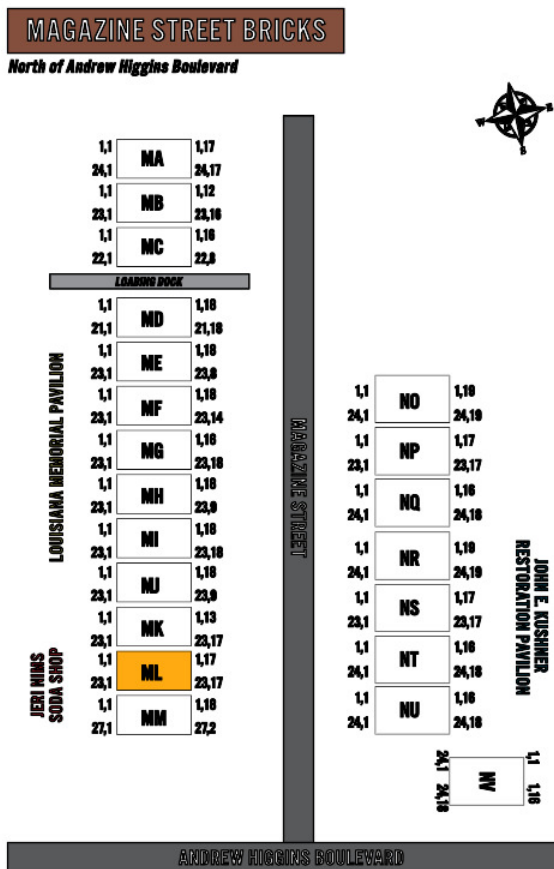 MAGAZINE STREET BRICKS
North of Andrew Higgins Boulevard
N
W
E
S
1,1 MA 1,17
24,1 24,17
1,1 MB 1,12
23,1 23,16
1,1 MC 1,16
22,1 22,8
LOADING DOCK
1,1 MD 1,18
21,1 21,18
1,1 ME 1,18
23,1 23,8
1,1 MF 1,18
23,1 23,14
1,1 MG 1,16
23,1 23,18
1,1 MH 1,18
23,1 23,9
1,1 MI 1,18
23,1 23,18
1,1 MJ 1,18
23,1 23,9
1,1 MK 1,13
23,1 23,17
1,1 ML 1,17
23,1 23,17
1,1 MM 1,18
27,1 27,2
LOUISIANA MEMORIAL PAVILION
JERI NIMS
SODA SHOP
MAGAZINE STREET
1,1 NO 1,19
24,1 24,19
1,1 NP 1,17
23,1 23,17
1,1 NQ 1,16
24,1 24,18
1,1 NR 1,19
24,1 24,19
1,1 NS 1,17
23,1 23,17
1,1 NT 1,16
24,1 24,18
1,1 NU 1,16
24,1 24,18
JOHN E. KUSHNER
RESTORATION PAVILION
1,1 NV 1,16
24,1 24,18
ANDREW HIGGINS BOULEVARD